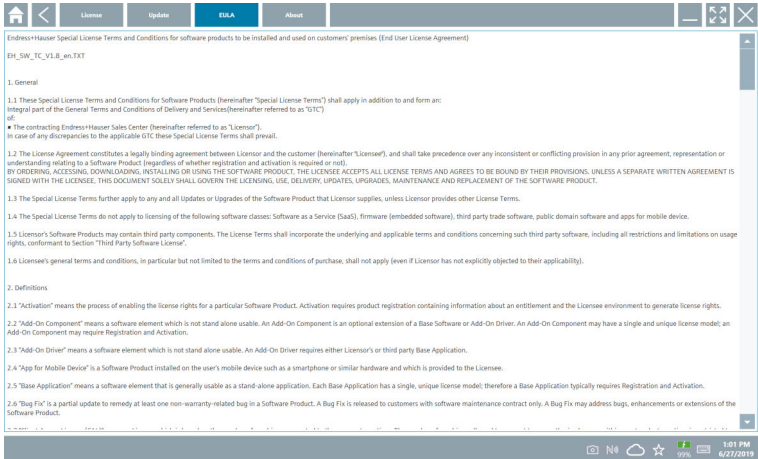 License Update EULA About
Endress+Hauser Special License Terms and Conditions for software products to be installed and used on customers' premises (End User License Agreement)
EH_SW_TC_V1.8_en.TXT
1. General
1.1 These Special License Terms and Conditions for Software Products (hereinafter "Special License Terms") shall apply in addition to and form an:
Integral part of the General Terms and Conditions of Delivery and Services(hereinafter referred to as "GTC")
of:
▪ The contracting Endress+Hauser Sales Center (hereinafter referred to as "Licensor").
In case of any discrepancies to the applicable GTC these Special License Terms shall prevail.
1.2 The License Agreement constitutes a legally binding agreement between Licensor and the customer (hereinafter "Licensee"), and shall take precedence over any inconsistent or conflicting provision in any prior agreement, representation or
understanding relating to a Software Product (regardless of whether registration and activation is required or not).
BY ORDERING, ACCESSING, DOWNLOADING, INSTALLING OR USING THE SOFTWARE PRODUCT, THE LICENSEE ACCEPTS ALL LICENSE TERMS AND AGREES TO BE BOUND BY THEIR PROVISIONS. UNLESS A SEPARATE WRITTEN AGREEMENT IS
SIGNED WITH THE LICENSEE, THIS DOCUMENT SOLELY SHALL GOVERN THE LICENSING, USE, DELIVERY, UPDATES, UPGRADES, MAINTENANCE AND REPLACEMENT OF THE SOFTWARE PRODUCT.
1.3 The Special License Terms further apply to any and all Updates or Upgrades of the Software Product that Licensor supplies, unless Licensor provides other License Terms.
1.4 The Special License Terms do not apply to licensing of the following software classes: Software as a Service (SaaS), firmware (embedded software), third party trade software, public domain software and apps for mobile device.
1.5 Licensor's Software Products may contain third party components. The License Terms shall incorporate the underlying and applicable terms and conditions concerning such third party software, including all restrictions and limitations on usage
rights, conformant to Section "Third Party Software License".
1.6 Licensee's general terms and conditions, in particular but not limited to the terms and conditions of purchase, shall not apply (even if Licensor has not explicitly objected to their applicability).
2. Definitions
2.1 "Activation" means the process of enabling the license rights for a particular Software Product. Activation requires product registration containing information about an entitlement and the Licensee environment to generate license rights.
2.2 "Add-On Component" means a software element which is not stand alone usable. An Add-On Component is an optional extension of a Base Software or Add-On Driver. An Add-On Component may have a single and unique license model; an
Add-On Component may require Registration and Activation.
2.3 "Add-On Driver" means a software element which is not stand alone usable. An Add-On Driver requires either Licensor's or third party Base Application.
2.4 "App for Mobile Device" is a Software Product installed on the user's mobile device such as a smartphone or similar hardware and which is provided to the Licensee.
2.5 "Base Application" means a software element that is generally usable as a stand-alone application. Each Base Application has a single, unique license model; therefore a Base Application typically requires Registration and Activation.
2.6 "Bug Fix" is a partial update to remedy at least one non-warranty-related bug in a Software Product. A Bug Fix is released to customers with software maintenance contract only. A Bug Fix may address bugs, enhancements or extensions of the
Software Product.
99% 1:01 PM
6/27/2019